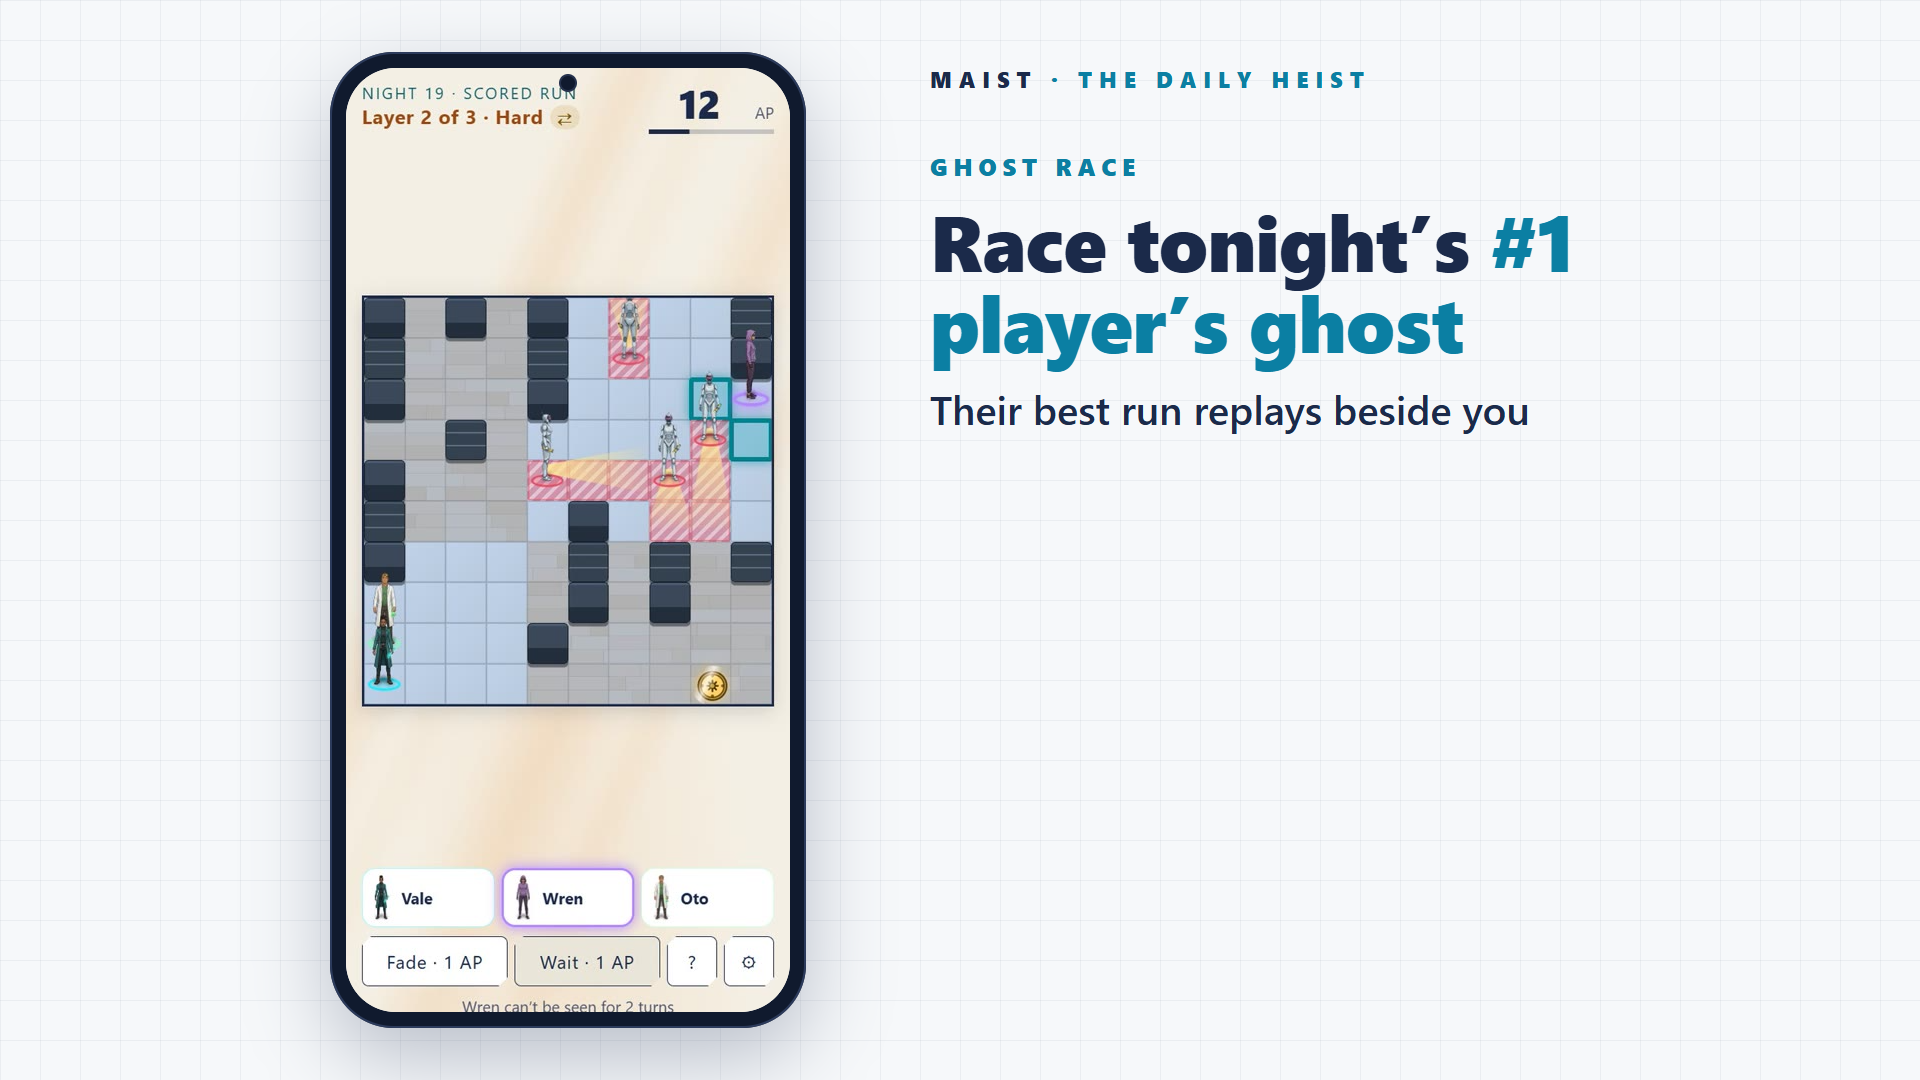 NIGHT 19 · SCORED RUN
Layer 2 of 3 · Hard ⇄
12 AP
Vale
Wren
Oto
Fade · 1 AP
Wait · 1 AP
?
Wren can't be seen for 2 turns
MAIST · THE DAILY HEIST
GHOST RACE
Race tonight's #1
player's ghost
Their best run replays beside you